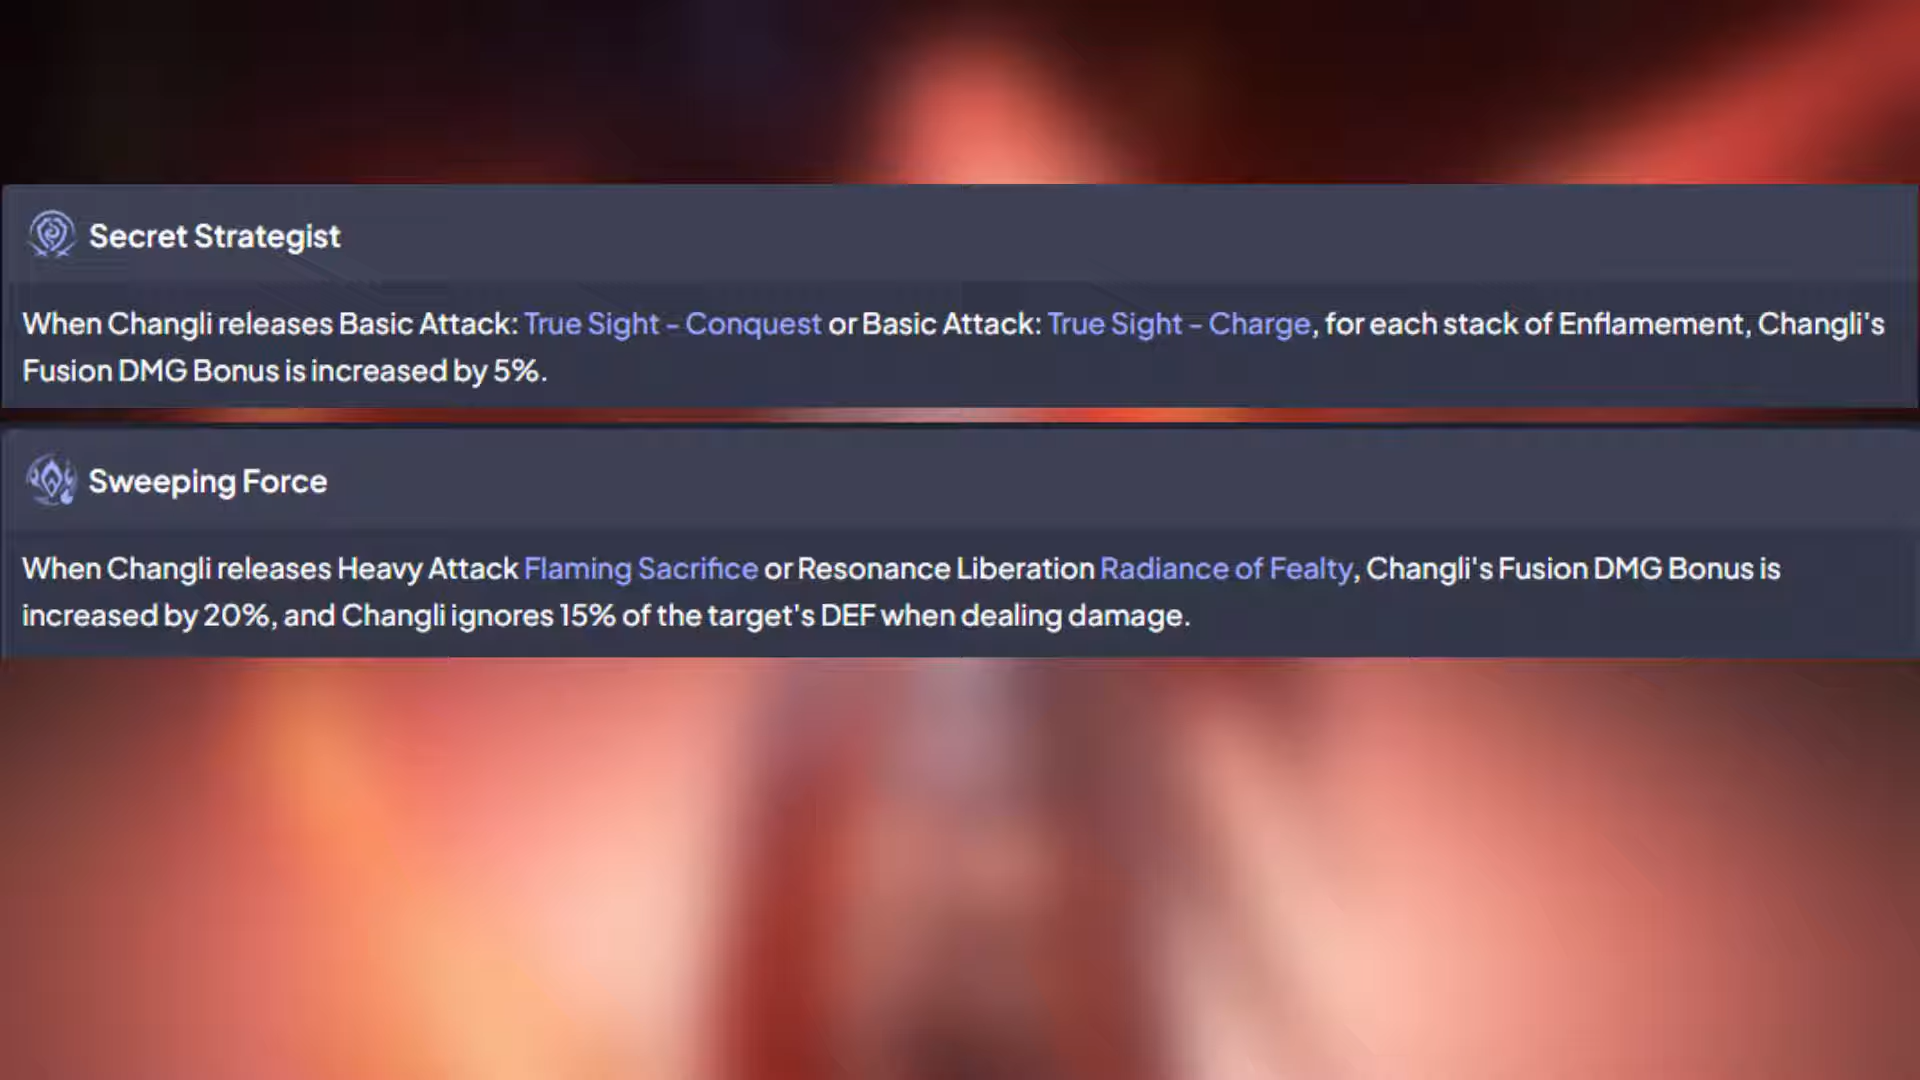 Secret Strategist
When Changli releases Basic Attack: True Sight - Conquest or Basic Attack: True Sight - Charge, for each stack of Enflamement, Changli's
Fusion DMG Bonus is increased by 5%.
Sweeping Force
When Changli releases Heavy Attack Flaming Sacrifice or Resonance Liberation Radiance of Fealty, Changli's Fusion DMG Bonus is
increased by 20%, and Changli ignores 15% of the target's DEF when dealing damage.